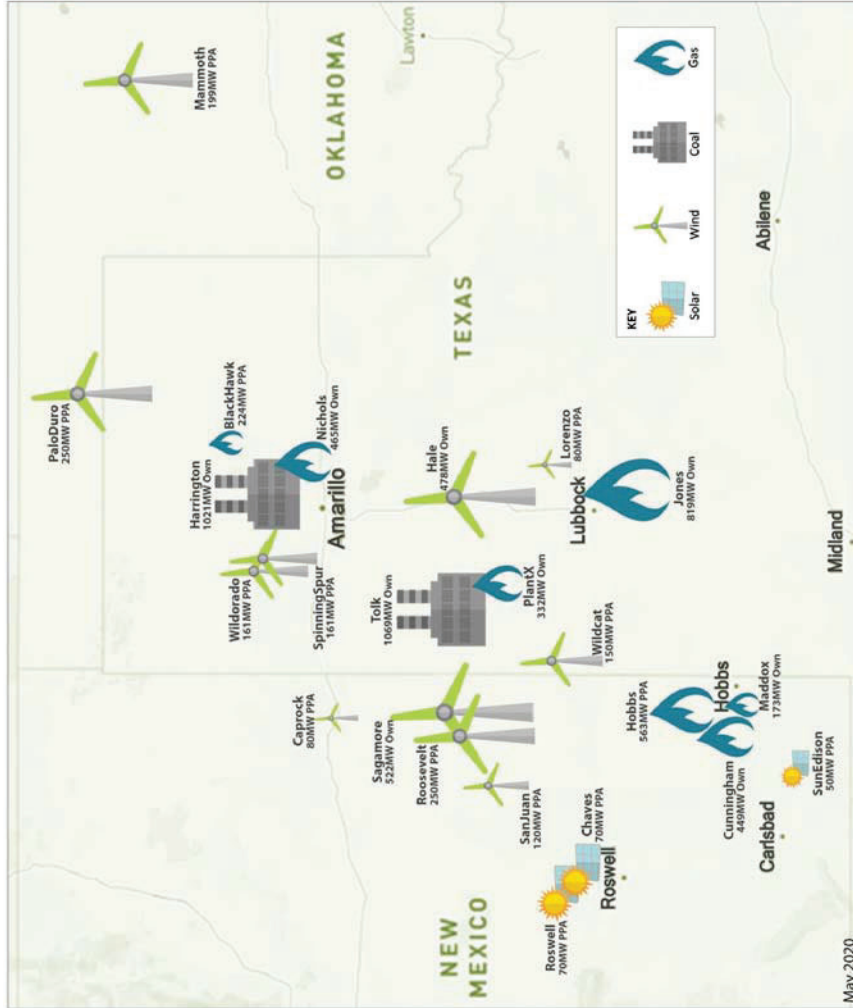 Mammoth
199MW PPA
OKLAHOMA
Lawton
PaloDuro
250MW PPA
BlackHawk
224MW PPA
Harrington
1021MW Own
Nichols
465MW Own
Amarillo
Wildorado
161MW PPA
SpinningSpur
161MW PPA
TEXAS
Hale
478MW Own
Lorenzo
80MW PPA
Lubbock
Jones
819MW Own
Tolk
1069MW Own
PlantX
332MW Own
Wildcat
150MW PPA
Caprock
80MW PPA
Sagamore
522MW Own
Roosevelt
250MW PPA
SanJuan
120MW PPA
Chaves
70MW PPA
Roswell
70MW PPA
Roswell
NEW
MEXICO
Hobbs
563MW PPA
Hobbs
Maddox
173MW Own
Cunningham
449MW Own
SunEdison
50MW PPA
Carlsbad
Midland
Abilene
KEY
Solar
Wind
Coal
Gas
May 2020